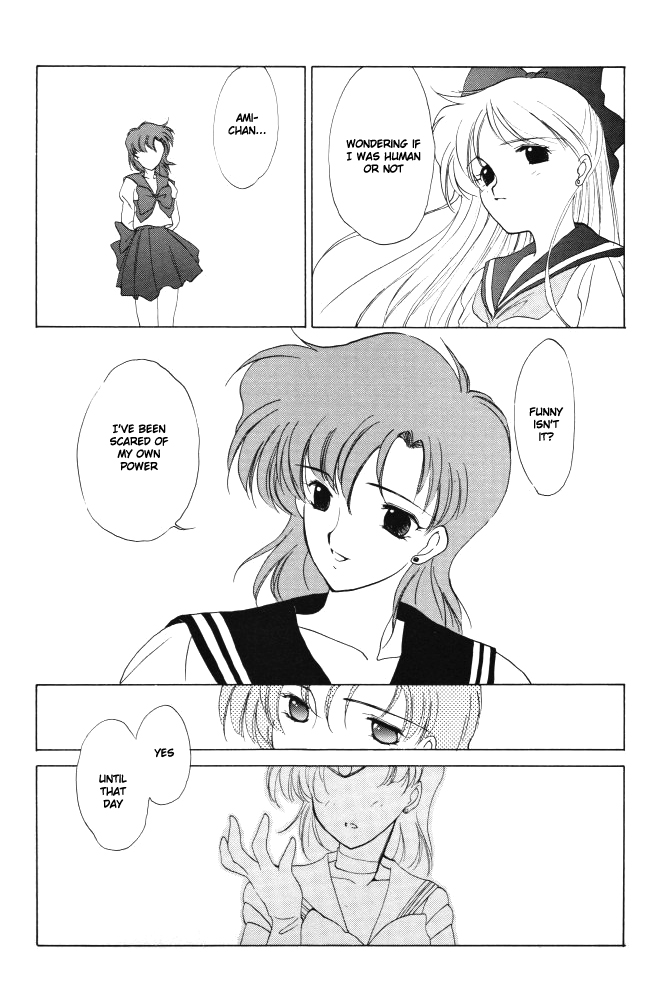 WONDERING IF
I WAS HUMAN
OR NOT
AMI-
CHAN...
FUNNY
ISN'T
IT?
I'VE BEEN
SCARED OF
MY OWN
POWER
YES
UNTIL
THAT
DAY